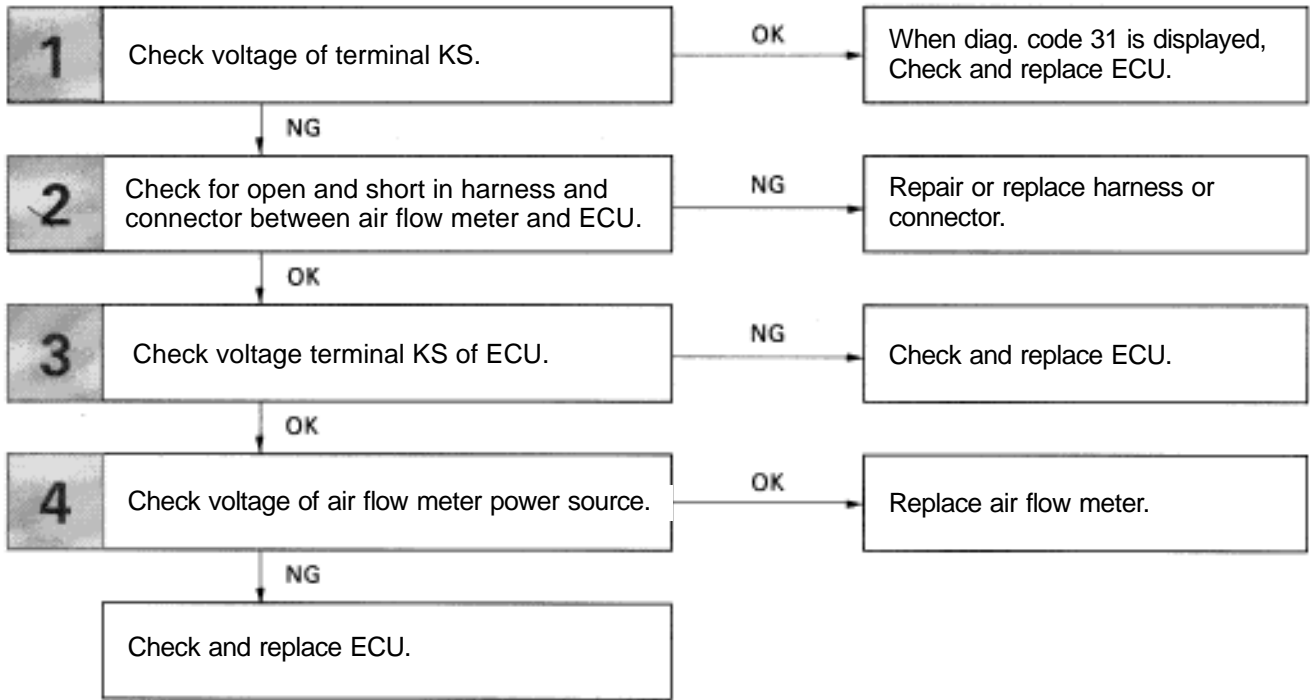 1
Check voltage of terminal KS.
OK
When diag. code 31 is displayed,
Check and replace ECU.
NG
2
Check for open and short in harness and
connector between air flow meter and ECU.
NG
Repair or replace harness or
connector.
OK
3
Check voltage terminal KS of ECU.
NG
Check and replace ECU.
OK
4
Check voltage of air flow meter power source.
OK
Replace air flow meter.
NG
Check and replace ECU.